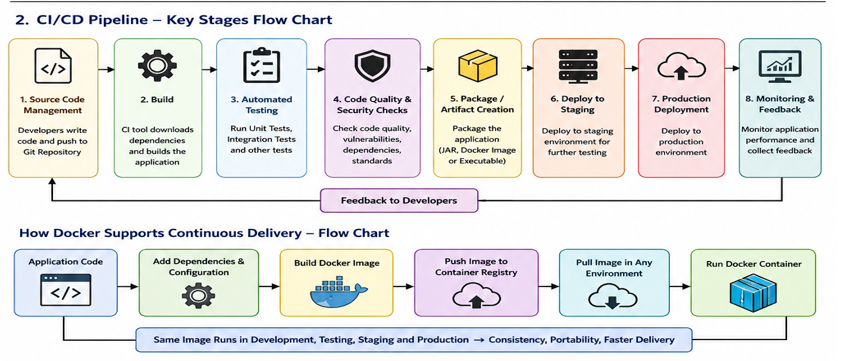 2. CI/CD Pipeline – Key Stages Flow Chart
1. Source Code
Management
Developers write
code and push to
Git Repository
2. Build
CI tool downloads
dependencies
and builds the
application
3. Automated
Testing
Run Unit Tests,
Integration Tests
and other tests
4. Code Quality &
Security Checks
Check code quality,
vulnerabilities,
dependencies,
standards
5. Package /
Artifact Creation
Package the
application
(JAR, Docker Image
or Executable)
6. Deploy to
Staging
Deploy to staging
environment for
further testing
7. Production
Deployment
Deploy to
production
environment
8. Monitoring &
Feedback
Monitor application
performance and
collect feedback
Feedback to Developers
How Docker Supports Continuous Delivery – Flow Chart
Application Code
Add Dependencies &
Configuration
Build Docker Image
Push Image to
Container Registry
Pull Image in Any
Environment
Run Docker Container
Same Image Runs in Development, Testing, Staging and Production → Consistency, Portability, Faster Delivery